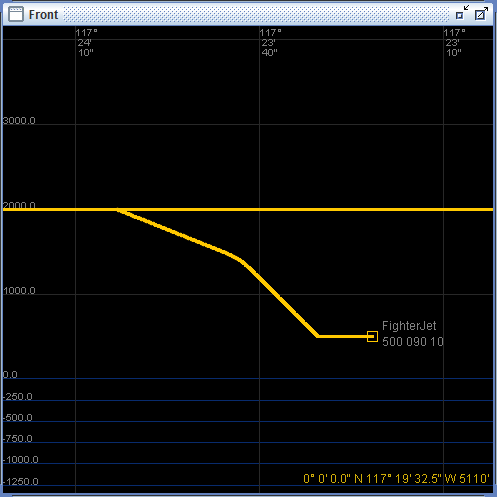 Front
117° 117° 117°
24' 23' 23'
10" 40" 10"
3000.0
2000.0
1000.0
FighterJet
500 090 10
0.0
-250.0
-500.0
-750.0
-1000.0
-1250.0
0° 0' 0.0" N 117° 19' 32.5" W 5110'